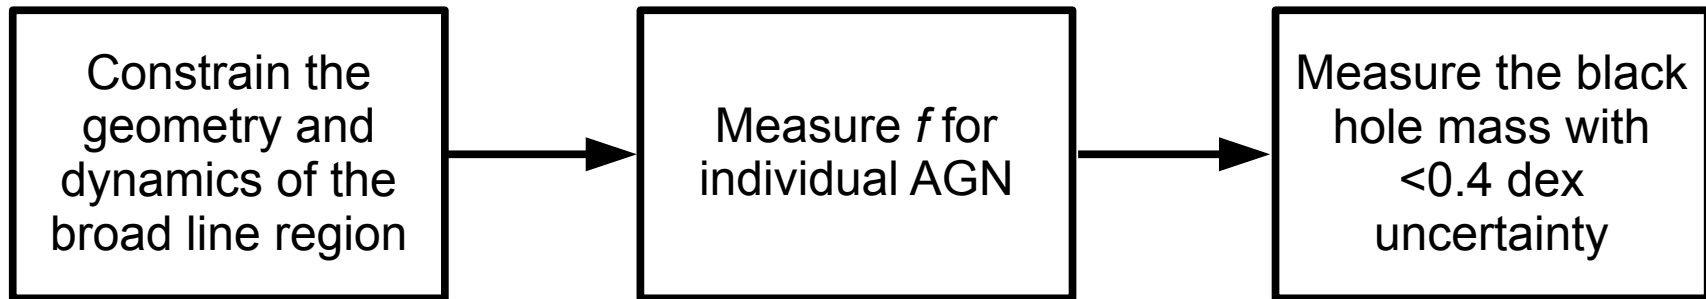 Constrain the
geometry and
dynamics of the
broad line region
Measure f for
individual AGN
Measure the black
hole mass with
<0.4 dex
uncertainty